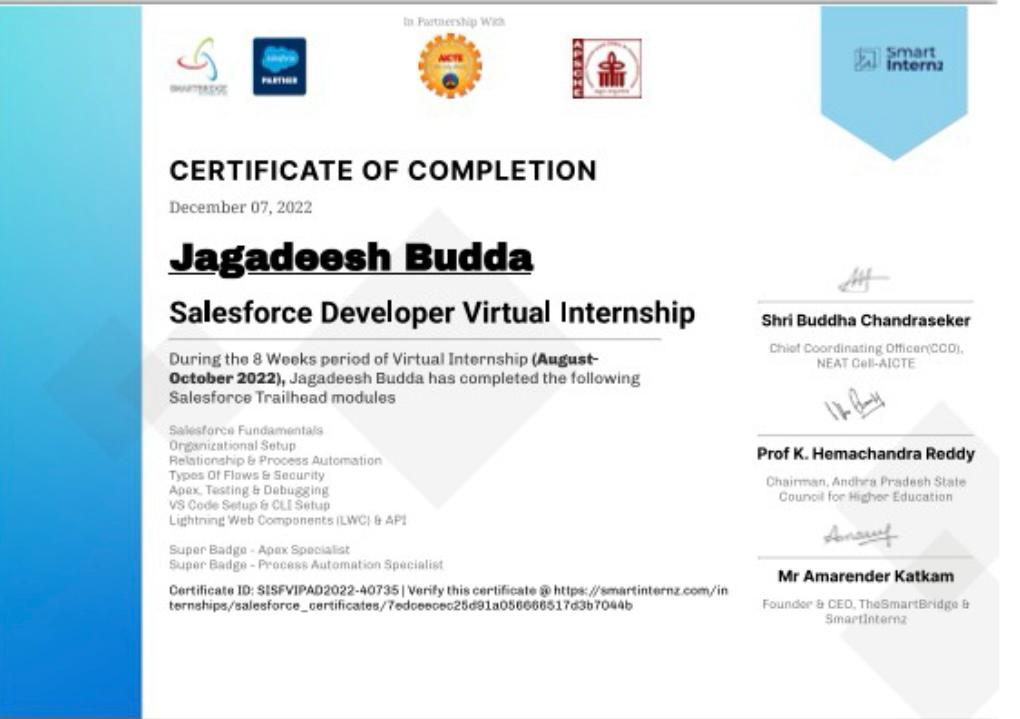 In Partnership With
SMARTBRIDGE
salesforce
PARTNER
AICTE
APSCHE
Smart
Internz
CERTIFICATE OF COMPLETION
December 07, 2022
Jagadeesh Budda
Salesforce Developer Virtual Internship
During the 8 Weeks period of Virtual Internship (August-
October 2022), Jagadeesh Budda has completed the following
Salesforce Trailhead modules
Salesforce Fundamentals
Organizational Setup
Relationship & Process Automation
Types Of Flows & Security
Apex, Testing & Debugging
VS Code Setup & CLI Setup
Lightning Web Components (LWC) & API
Super Badge - Apex Specialist
Super Badge - Process Automation Specialist
Certificate ID: SISFVIPAD2022-40735 | Verify this certificate @ https://smartinternz.com/in
ternships/salesforce_certificates/7edceecec25d91a056666517d3b7044b
Shri Buddha Chandraseker
Chief Coordinating Officer(CCO),
NEAT Cell-AICTE
Prof K. Hemachandra Reddy
Chairman, Andhra Pradesh State
Council for Higher Education
Mr Amarender Katkam
Founder & CEO, TheSmartBridge &
SmartInternz